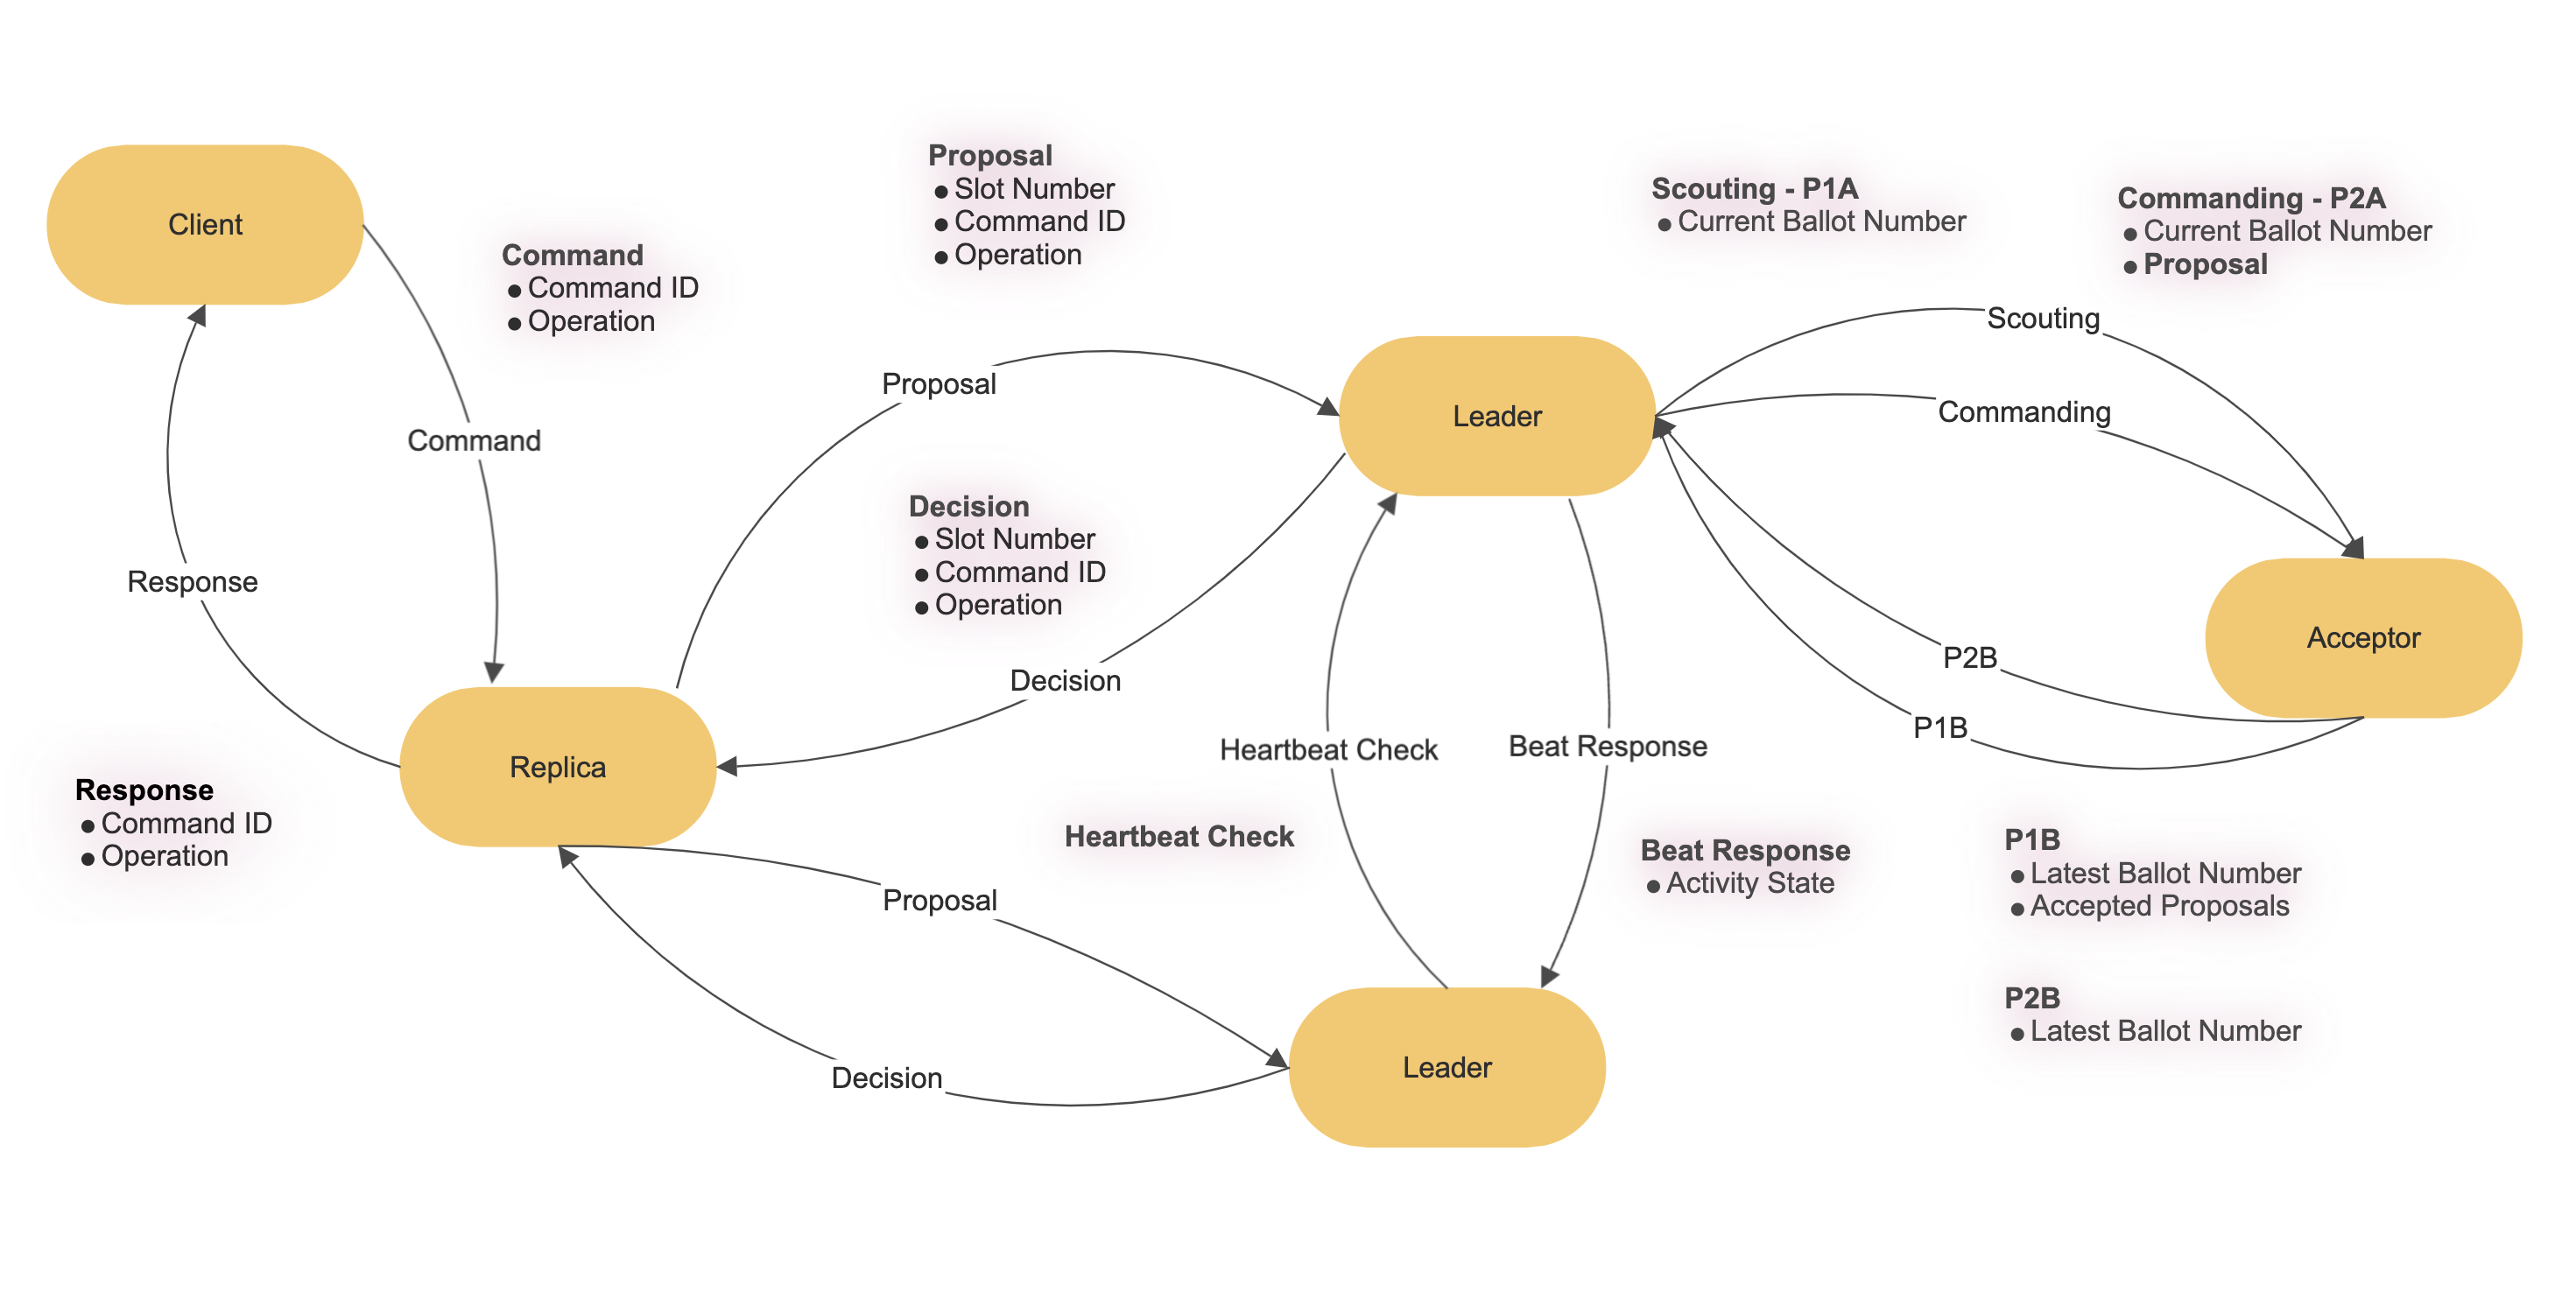 Client
Command
● Command ID
● Operation
Command
Response
Response
● Command ID
● Operation
Replica
Proposal
● Slot Number
● Command ID
● Operation
Proposal
Decision
● Slot Number
● Command ID
● Operation
Decision
Proposal
Decision
Leader
Heartbeat Check
Beat Response
Heartbeat Check
Beat Response
● Activity State
Leader
Scouting - P1A
● Current Ballot Number
Commanding - P2A
● Current Ballot Number
● Proposal
Scouting
Commanding
Acceptor
P2B
P1B
P1B
● Latest Ballot Number
● Accepted Proposals
P2B
● Latest Ballot Number